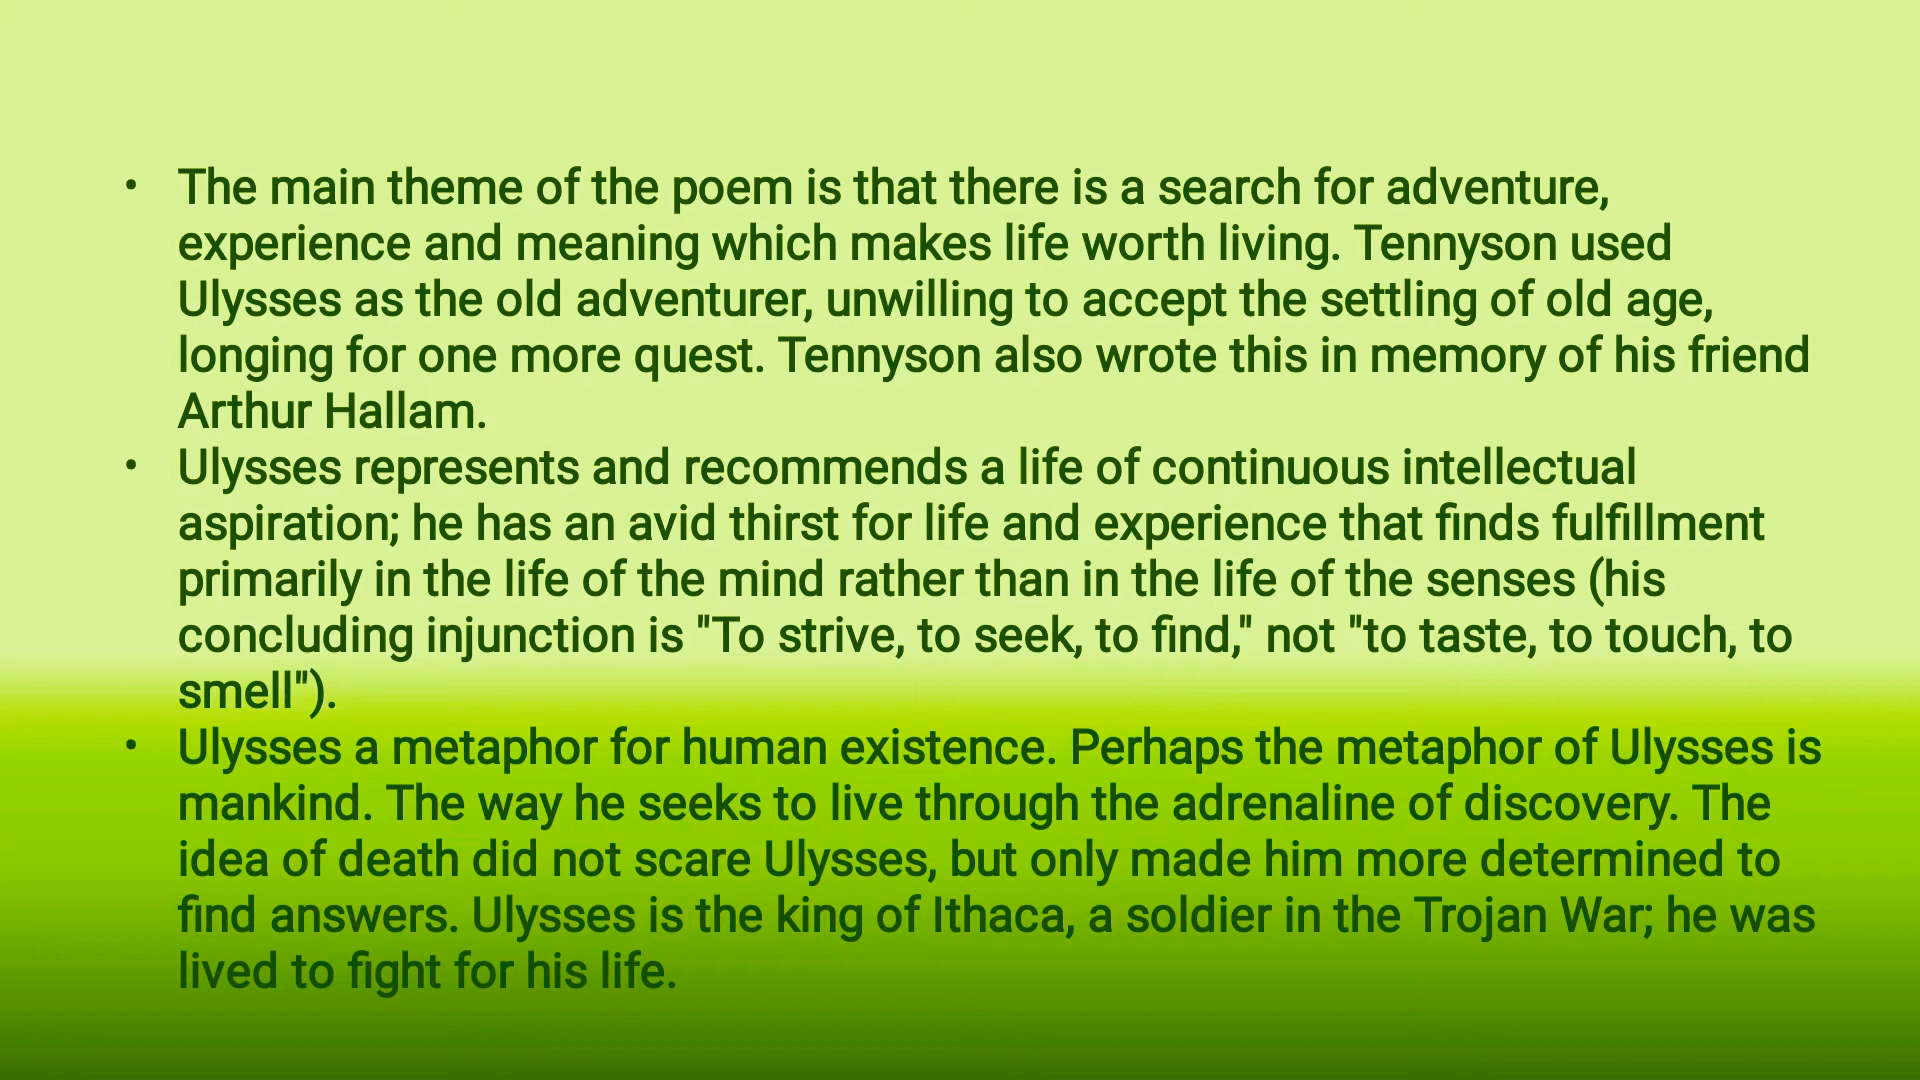 • The main theme of the poem is that there is a search for adventure,
experience and meaning which makes life worth living. Tennyson used
Ulysses as the old adventurer, unwilling to accept the settling of old age,
longing for one more quest. Tennyson also wrote this in memory of his friend
Arthur Hallam.
• Ulysses represents and recommends a life of continuous intellectual
aspiration; he has an avid thirst for life and experience that finds fulfillment
primarily in the life of the mind rather than in the life of the senses (his
concluding injunction is "To strive, to seek, to find," not "to taste, to touch, to
smell").
• Ulysses a metaphor for human existence. Perhaps the metaphor of Ulysses is
mankind. The way he seeks to live through the adrenaline of discovery. The
idea of death did not scare Ulysses, but only made him more determined to
find answers. Ulysses is the king of Ithaca, a soldier in the Trojan War; he was
lived to fight for his life.